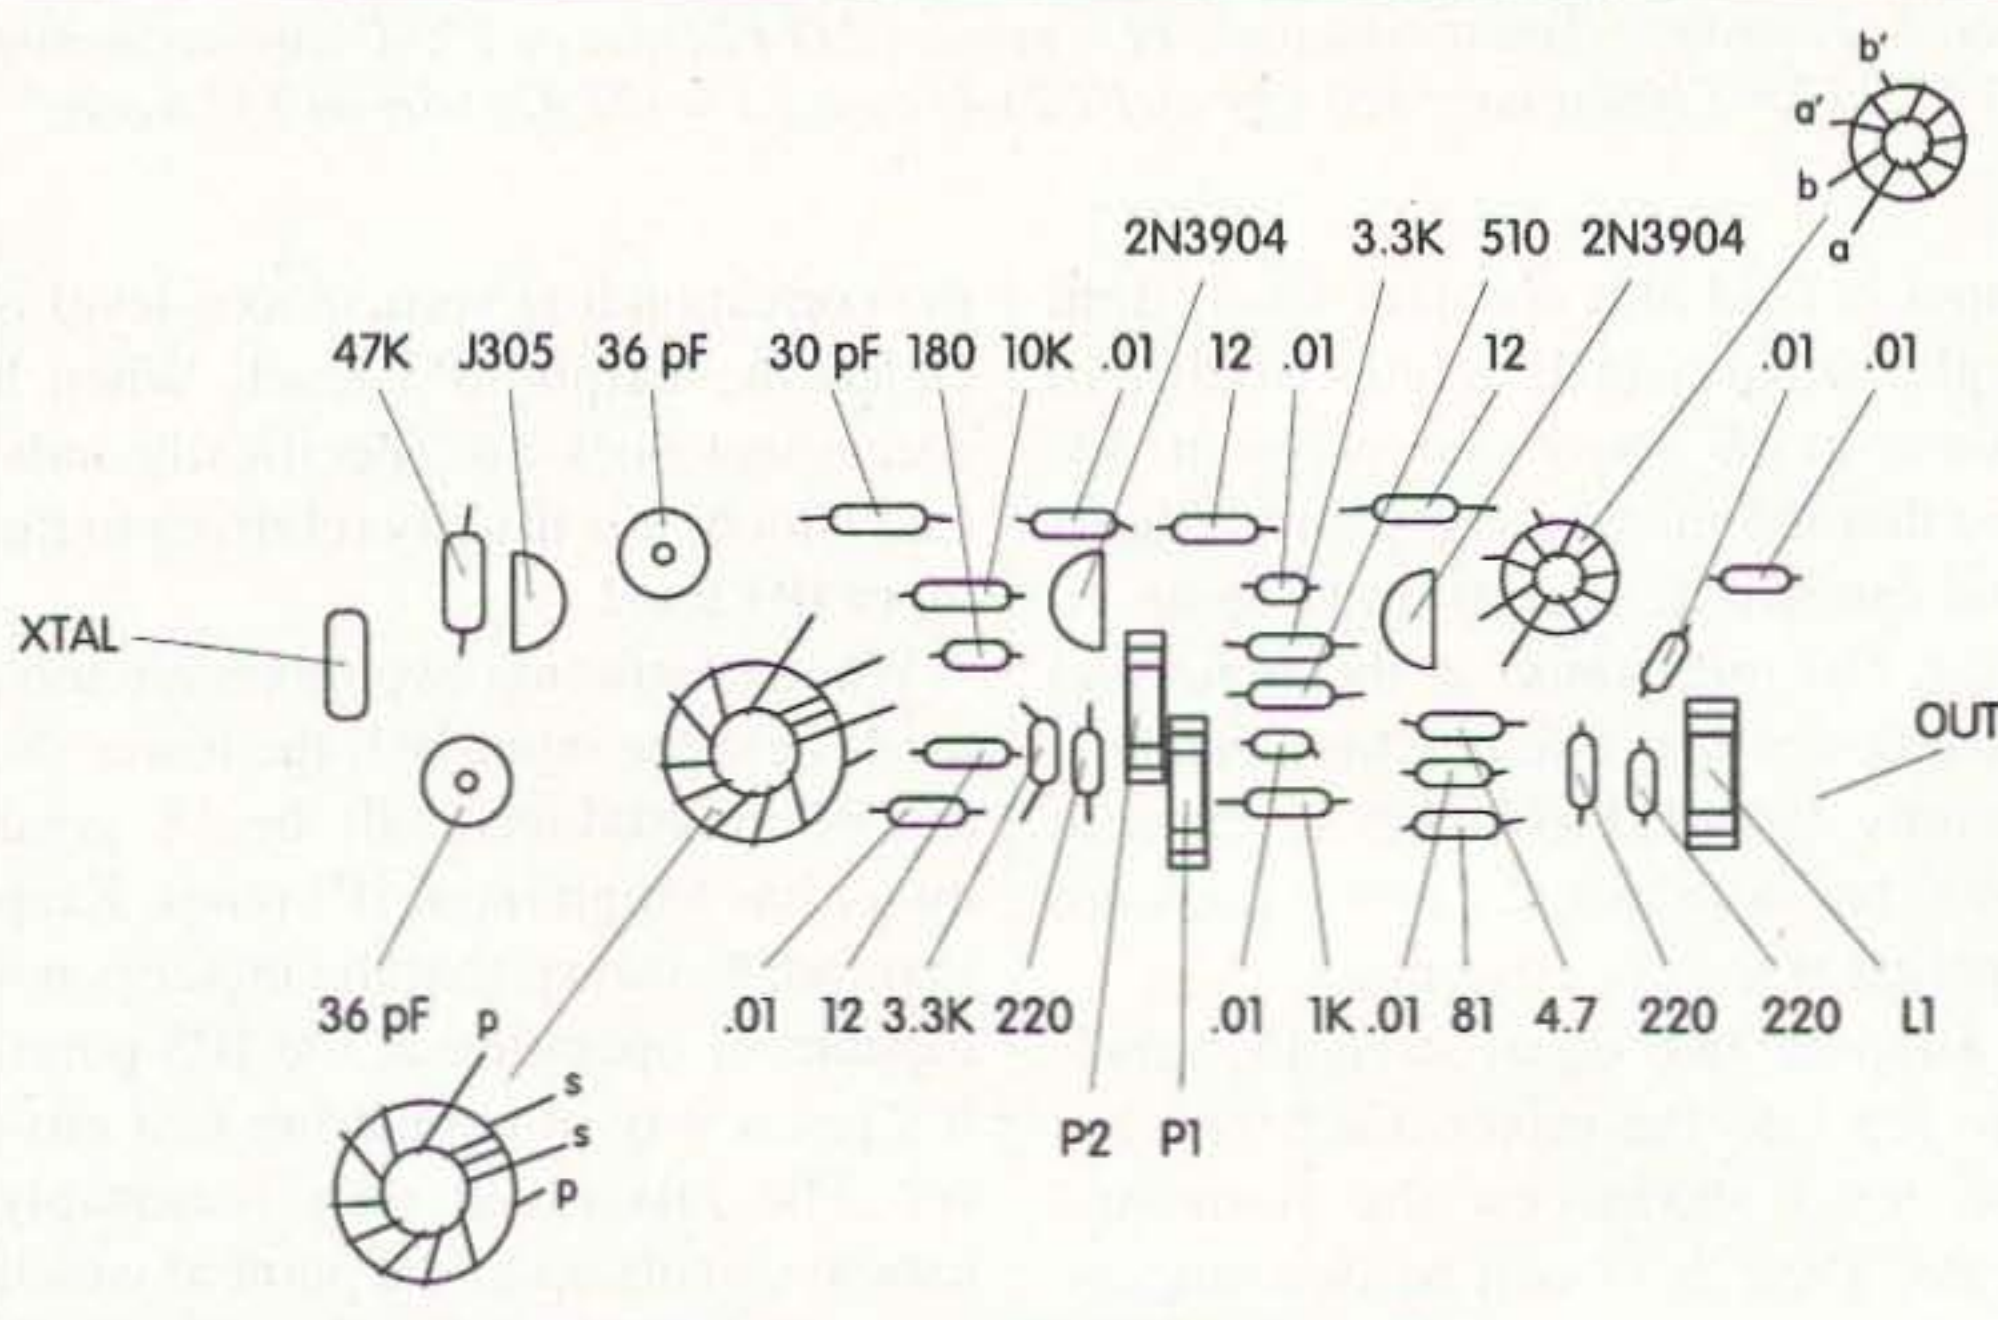 b'
a'
b
a
2N3904 3.3K 510 2N3904
47K J305 36 pF 30 pF 180 10K .01 12 .01 12 .01 .01
XTAL
OUT
36 pF p .01 12 3.3K 220 .01 1K .01 81 4.7 220 220 L1
s
s
P2 P1
p